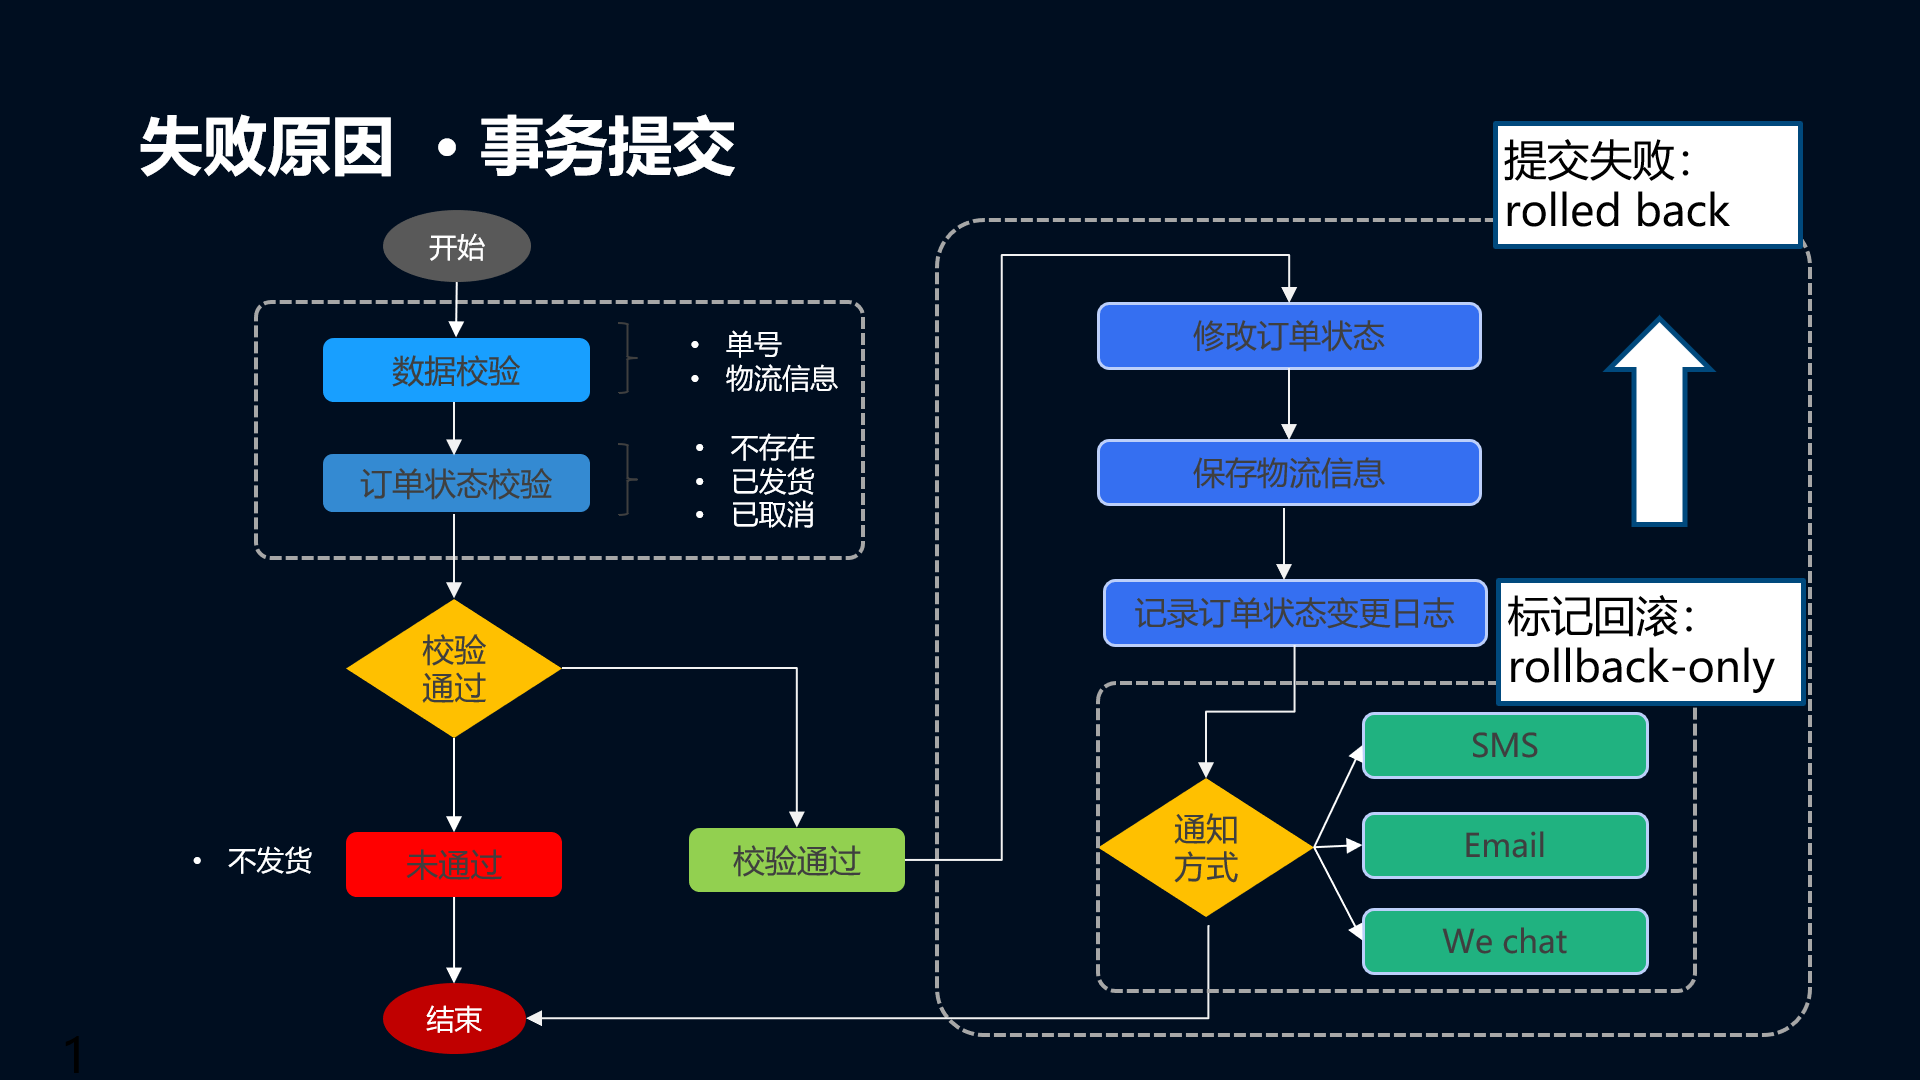 失败原因 • 事务提交
开始
数据校验
• 单号
• 物流信息
订单状态校验
• 不存在
• 已发货
• 已取消
校验
通过
• 不发货
未通过
校验通过
结束
提交失败：
rolled back
修改订单状态
保存物流信息
记录订单状态变更日志
标记回滚：
rollback-only
通知
方式
SMS
Email
We chat
1